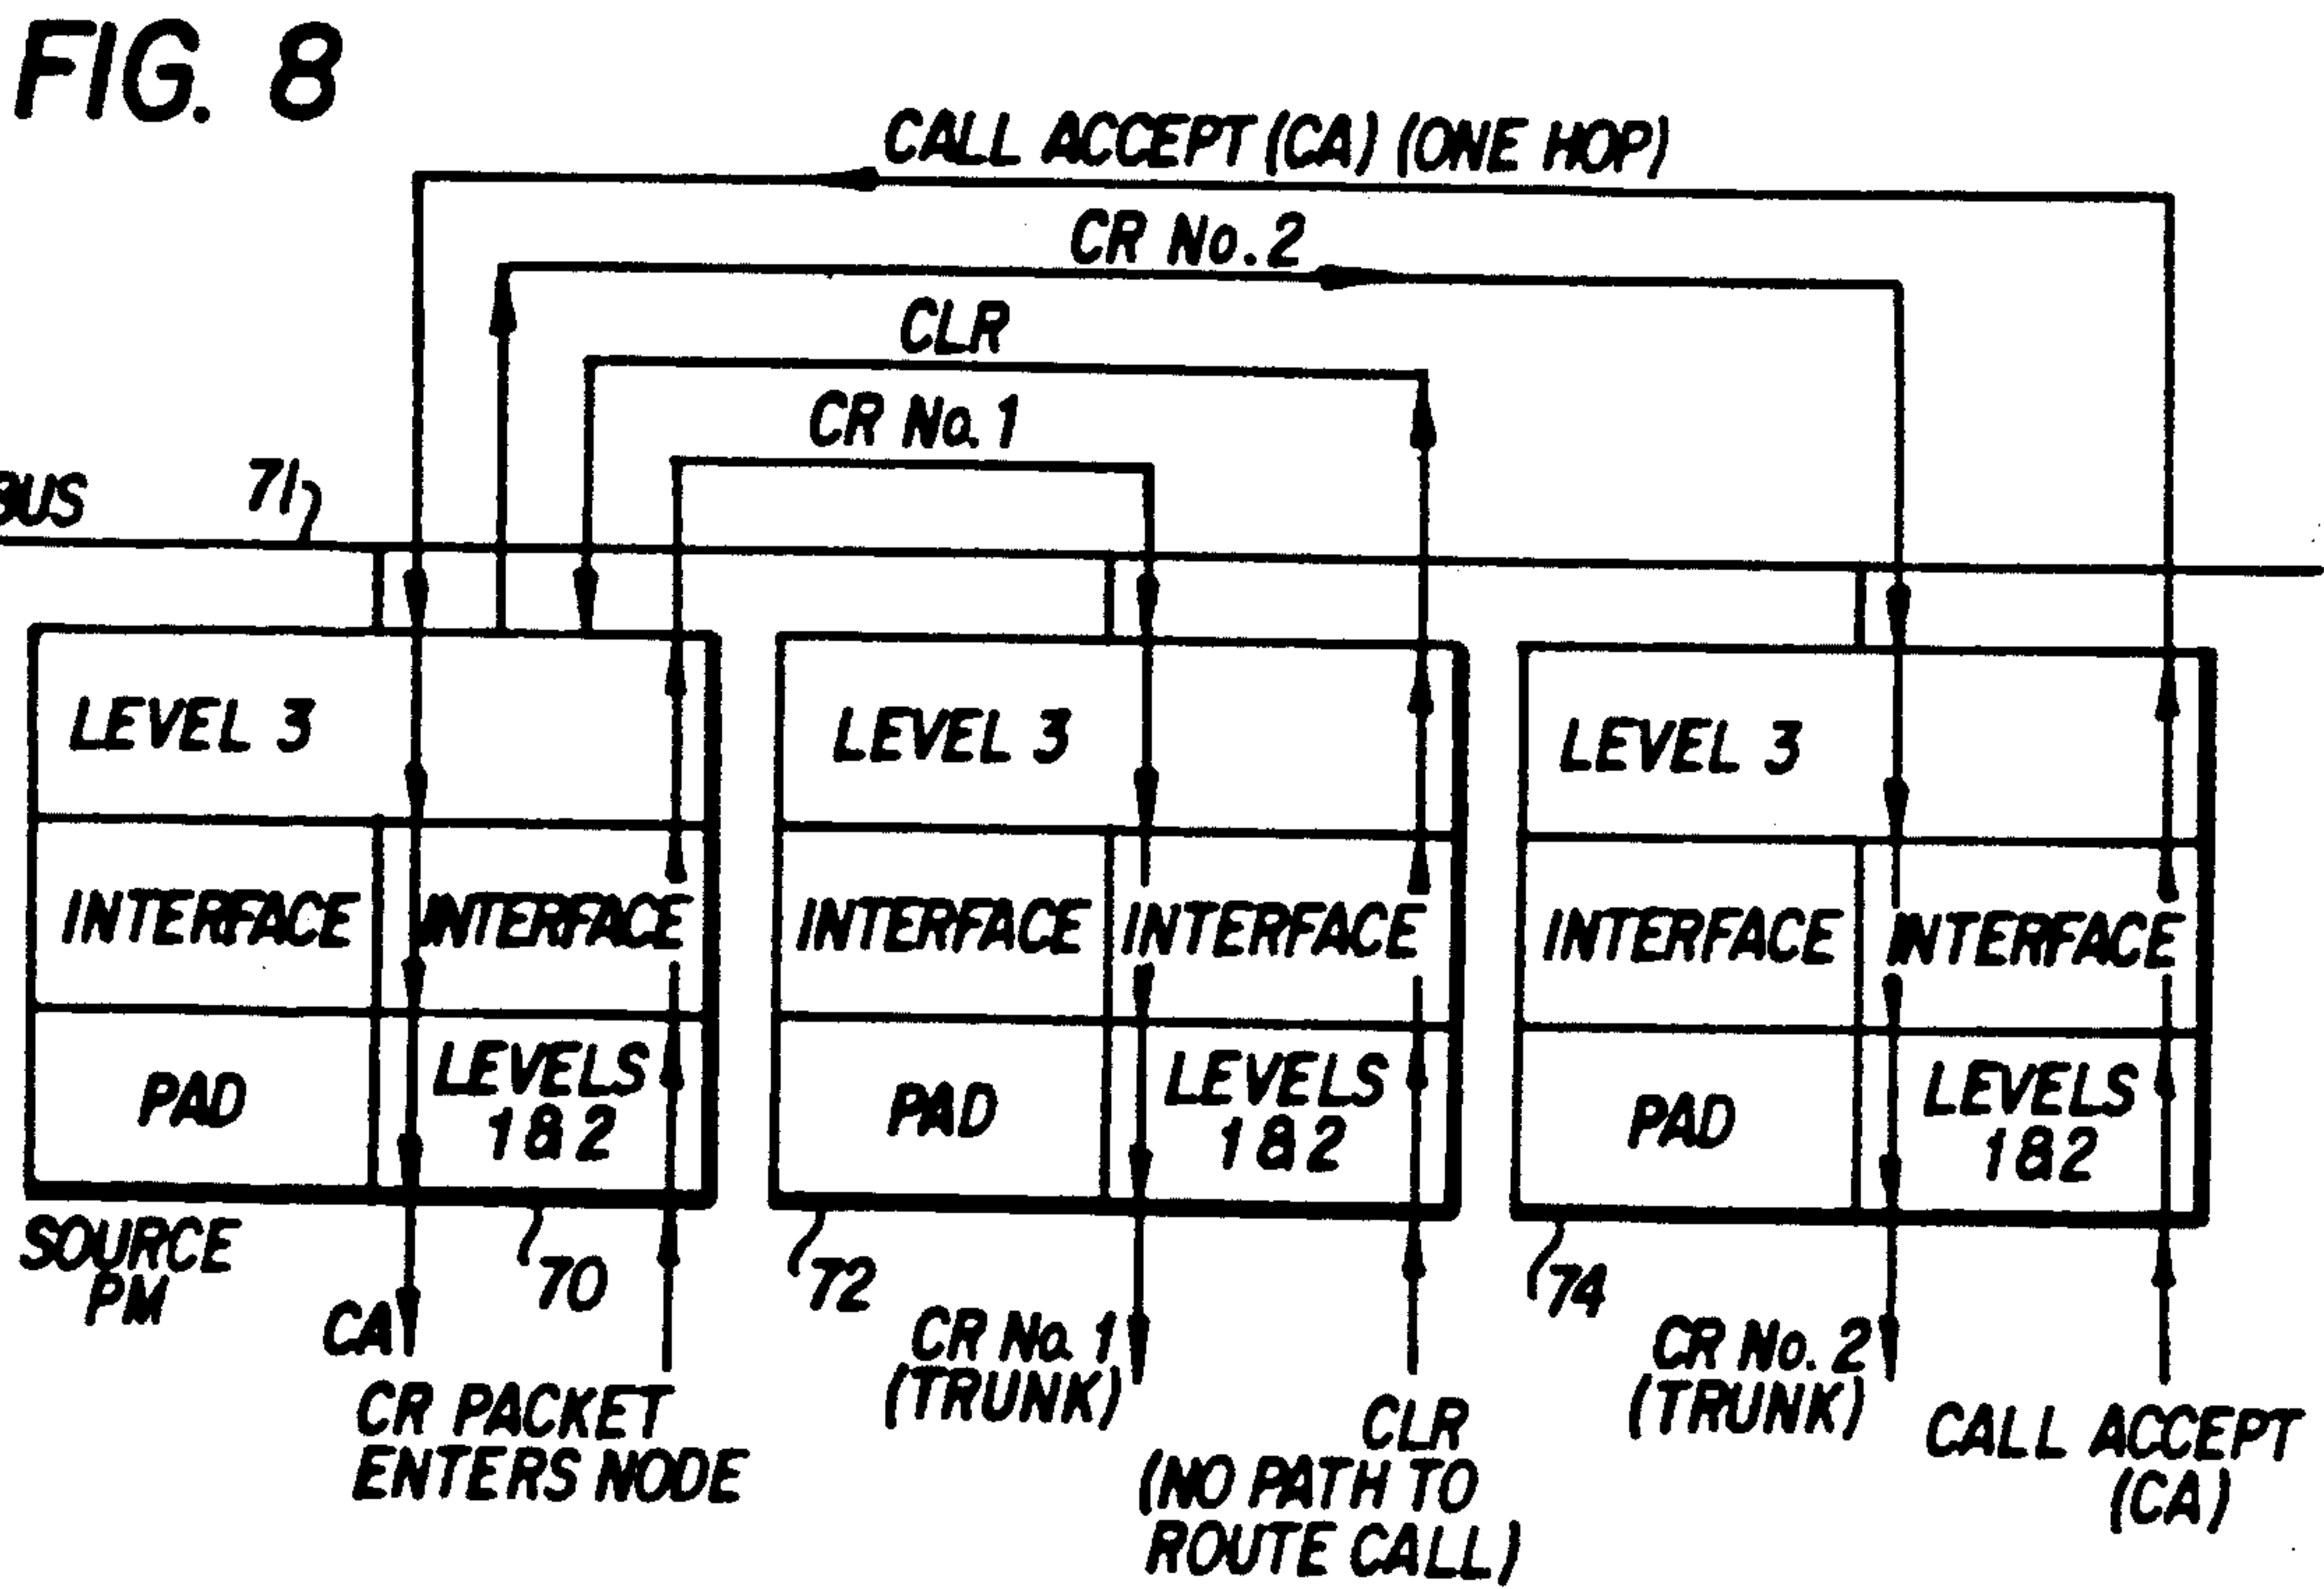 FIG. 8
CALL ACCEPT (CA) (ONE HOP)
CR No. 2
CLR
CR No. 1
BUS
71
LEVEL 3
LEVEL 3
LEVEL 3
INTERFACE
INTERFACE
INTERFACE
INTERFACE
INTERFACE
INTERFACE
PAD
LEVELS
1 & 2
PAD
LEVELS
1 & 2
PAD
LEVELS
1 & 2
SOURCE
PM
70
72
74
CA
CR PACKET
ENTERS NODE
CR No. 1
(TRUNK)
CLR
(NO PATH TO
ROUTE CALL)
CR No. 2
(TRUNK)
CALL ACCEPT
(CA)